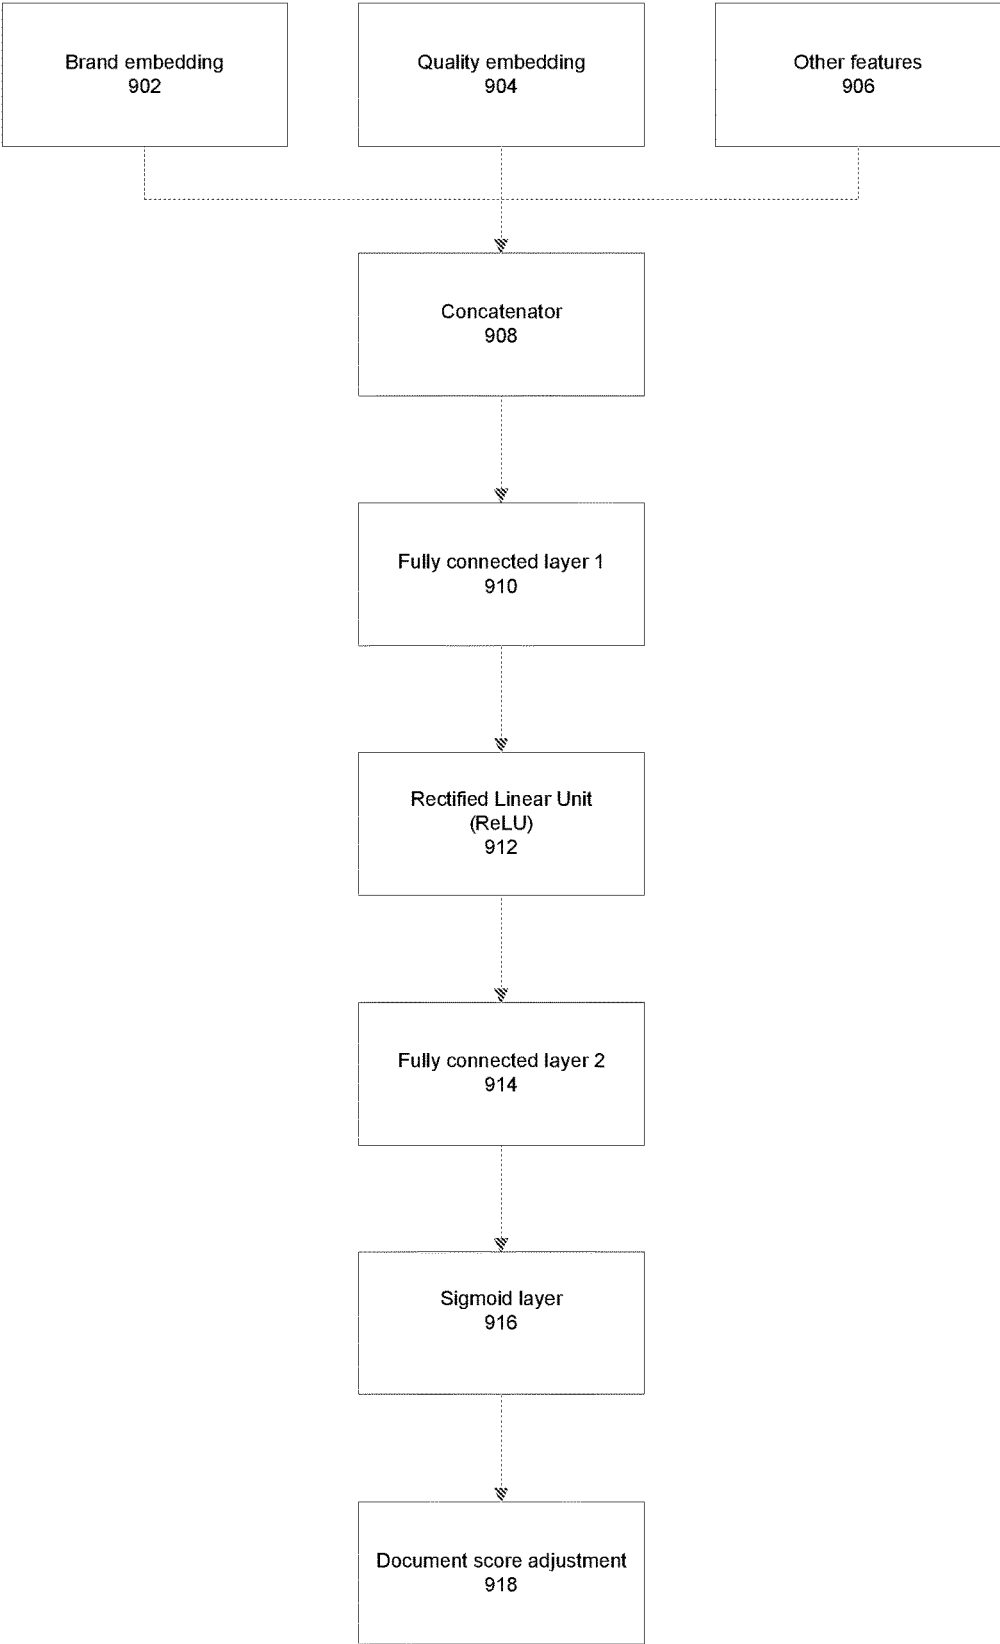 Brand embedding
902
Quality embedding
904
Other features
906
Concatenator
908
Fully connected layer 1
910
Rectified Linear Unit
(ReLU)
912
Fully connected layer 2
914
Sigmoid layer
916
Document score adjustment
918